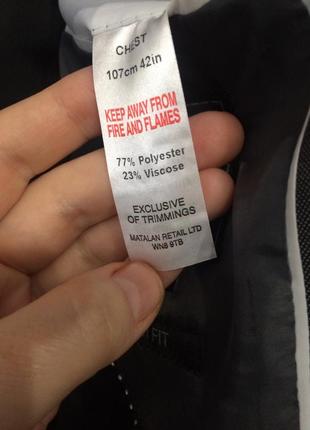 CHEST
107cm 42in
KEEP AWAY FROM
FIRE AND FLAMES
77% Polyester
23% Viscose
EXCLUSIVE
OF TRIMMINGS
MATALAN RETAIL LTD
WN8 9TB
FIT